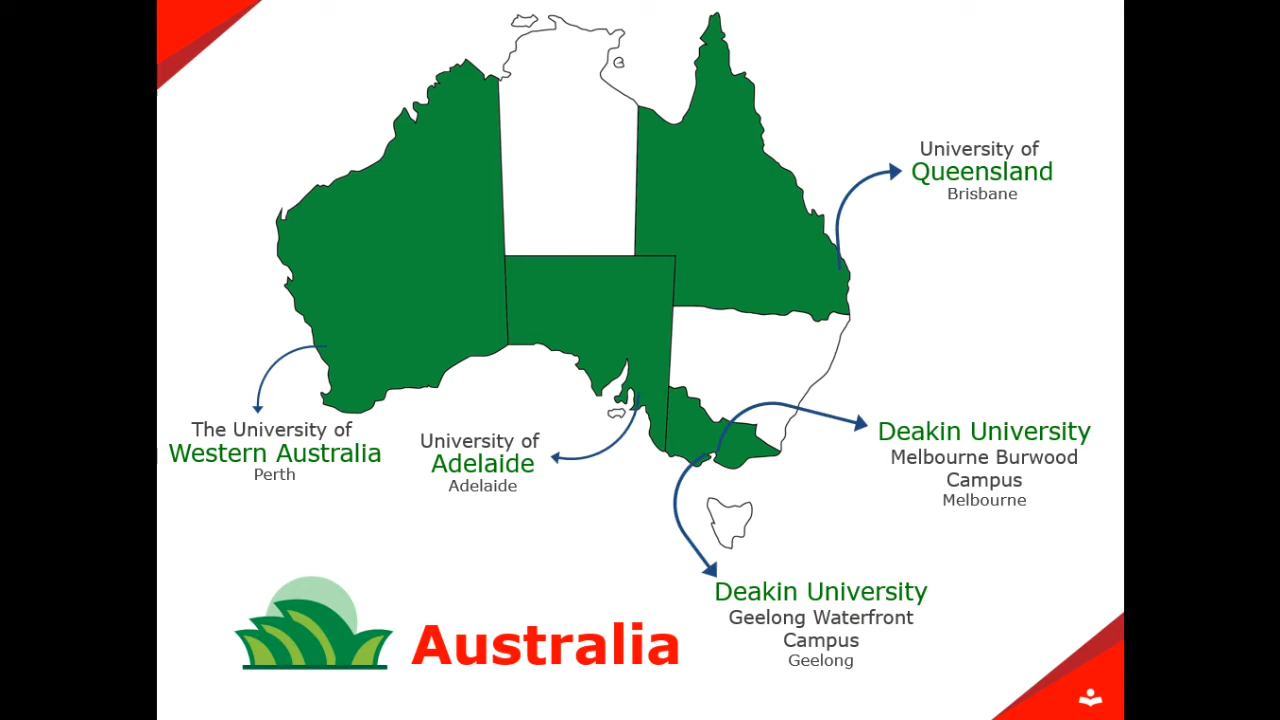 University of
Queensland
Brisbane
The University of
Western Australia
Perth
University of
Adelaide
Adelaide
Deakin University
Melbourne Burwood
Campus
Melbourne
Deakin University
Geelong Waterfront
Campus
Geelong
Australia